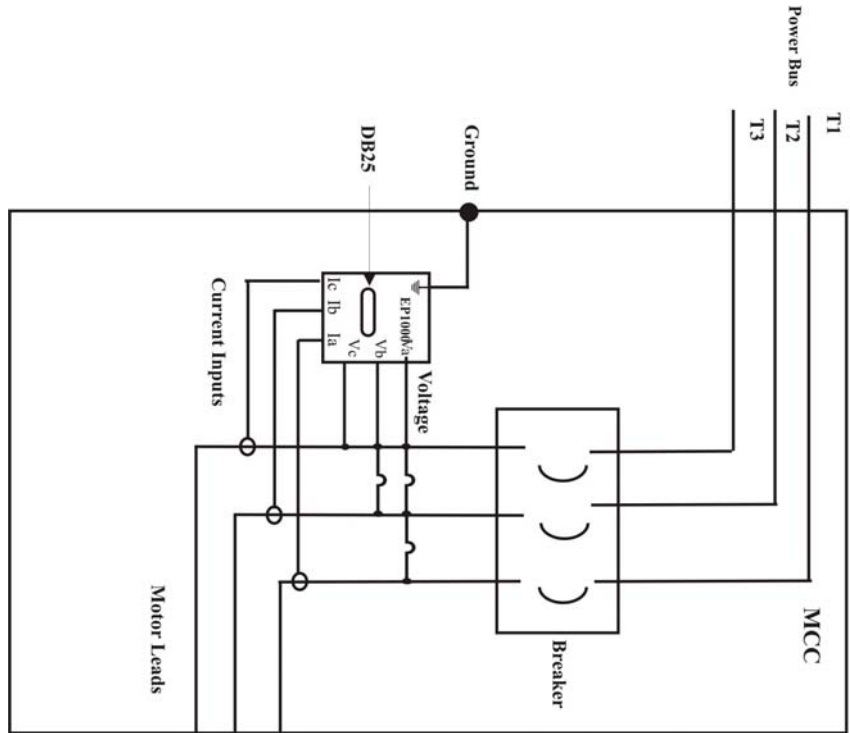 Power Bus
T1
T2
T3
Ground
DB25
EP1000
Va
Vb
Vc
Ia
Ib
Ic
Voltage
Current Inputs
MCC
Breaker
Motor Leads